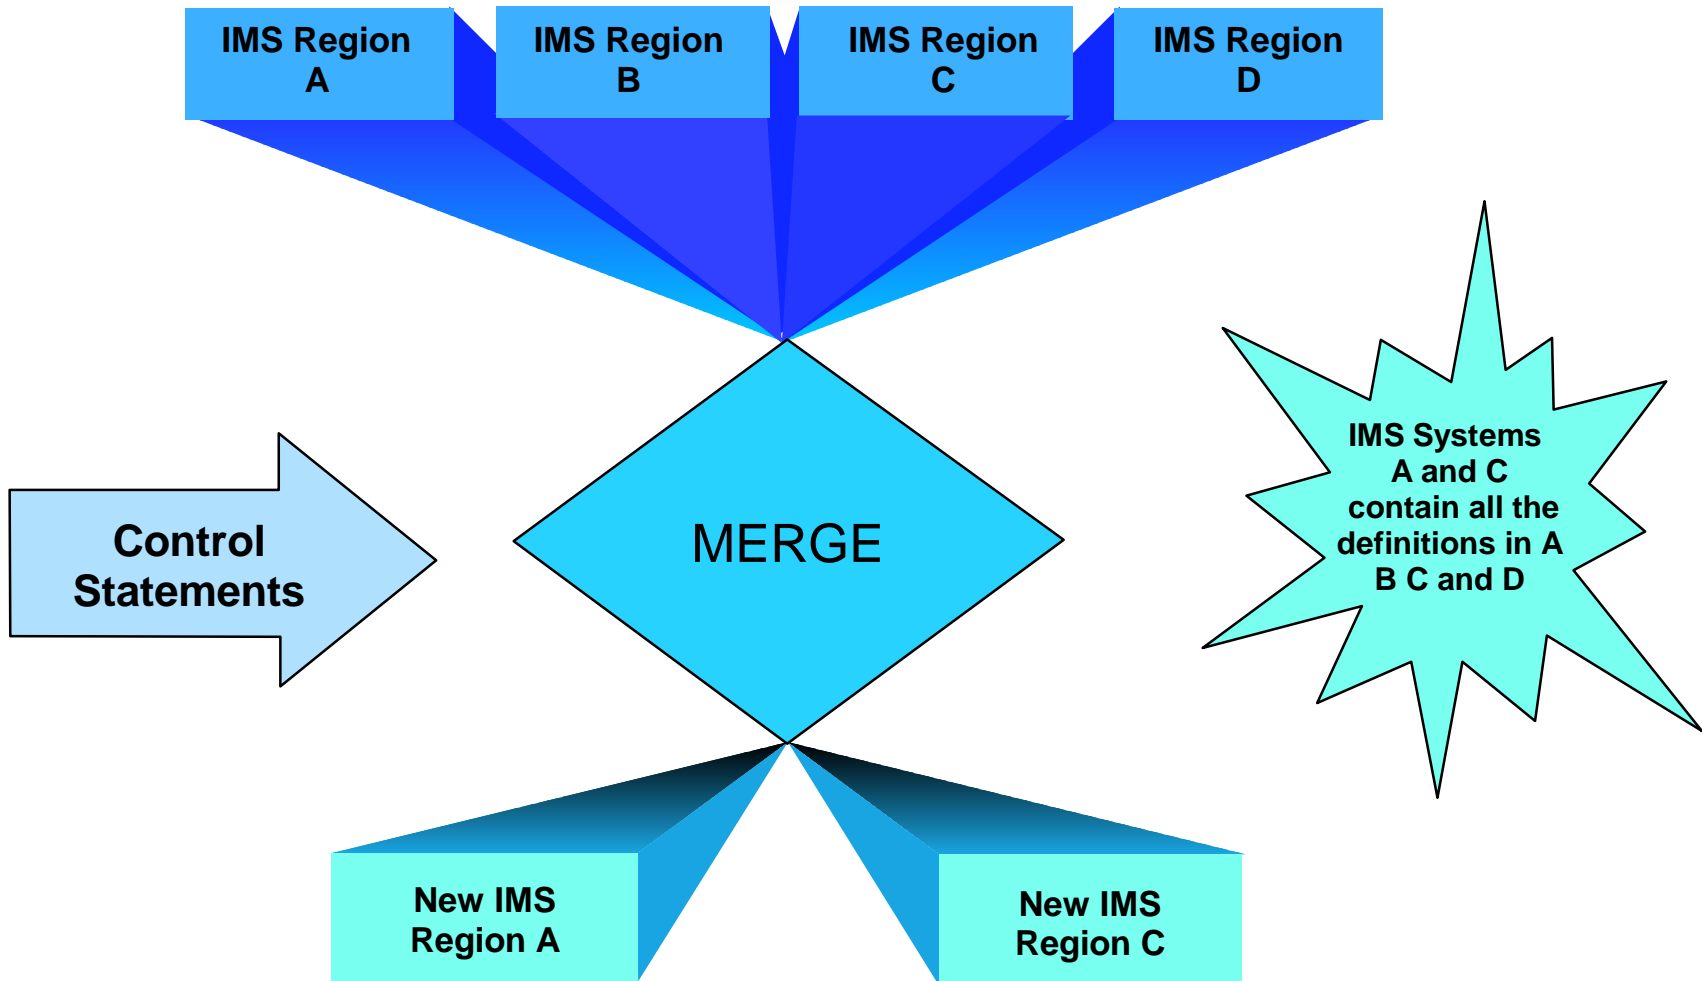 IMS Region
A
IMS Region
B
IMS Region
C
IMS Region
D
Control
Statements
MERGE
IMS Systems
A and C
contain all the
definitions in A
B C and D
New IMS
Region A
New IMS
Region C